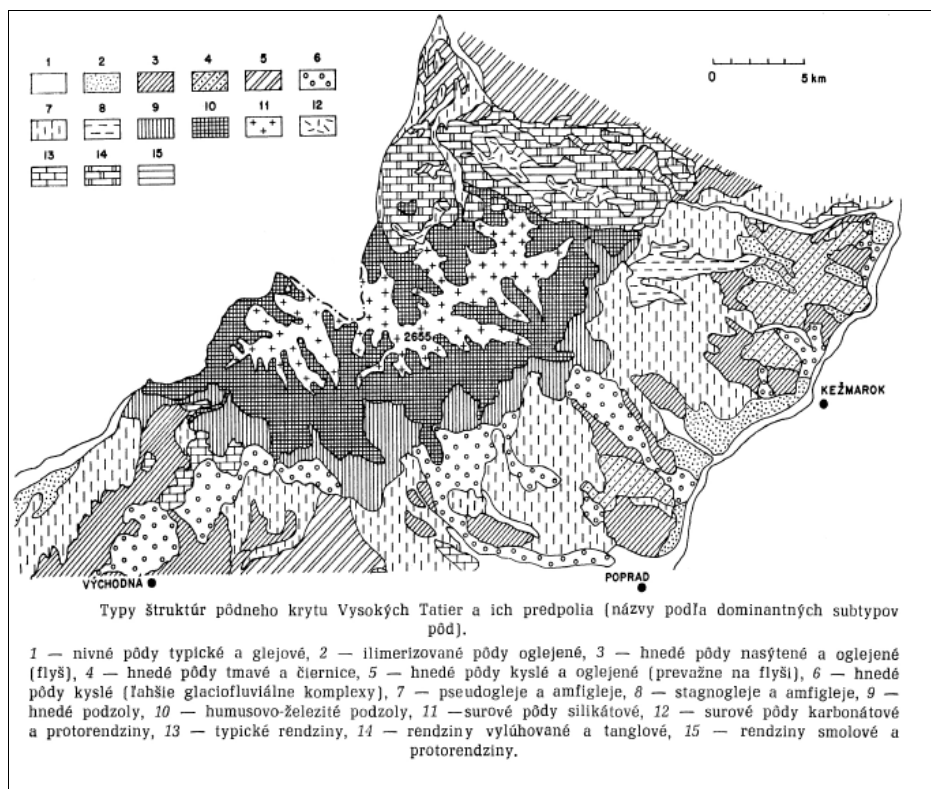 1 2 3 4 5 6
0 5 km
7 8 9 10 11 12
13 14 15
2655
KEŽMAROK
VÝCHODNÁ
POPRAD
Typy štruktúr pôdneho krytu Vysokých Tatier a ich predpolia (názvy podľa dominantných subtypov
pôd).
1 — nivné pôdy typické a glejové, 2 — ilimerizované pôdy oglejené, 3 — hnedé pôdy nasýtené a oglejené
(flyš), 4 — hnedé pôdy tmavé a čiernice, 5 — hnedé pôdy kyslé a oglejené (prevažne na flyši), 6 — hnedé
pôdy kyslé (ľahšie glaciofluviálne komplexy), 7 — pseudogleje a amfigleje, 8 — stagnogleje a amfigleje, 9 —
hnedé podzoly, 10 — humusovo-železité podzoly, 11 —surové pôdy silikátové, 12 — surové pôdy karbonátové
a protorendziny, 13 — typické rendziny, 14 — rendziny vylúhované a tanglové, 15 — rendziny smolové a
protorendziny.